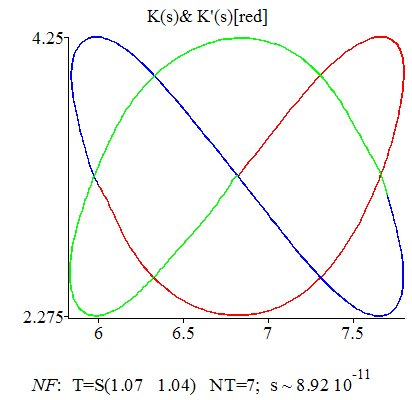 K(s)& K'(s)[red]
4.25
2.275
6 6.5 7 7.5
NF: T=S(1.07 1.04) NT=7; s ~ 8.92 10^-11